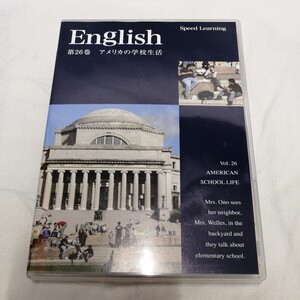 English
Speed Learning
第26巻 アメリカの学校生活
Vol. 26
AMERICAN
SCHOOL LIFE
Mrs. Ono sees
her neighbor,
Mrs. Welles, in the
backyard and
they talk about
elementary school.